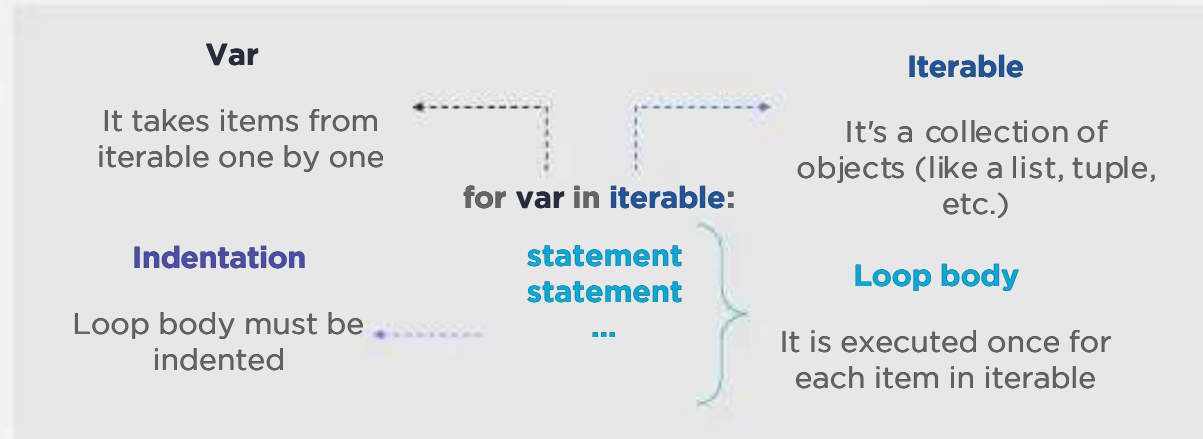 Var
It takes items from
iterable one by one
Iterable
It's a collection of
objects (like a list, tuple,
etc.)
for var in iterable:
statement
statement
...
Indentation
Loop body must be
indented
Loop body
It is executed once for
each item in iterable